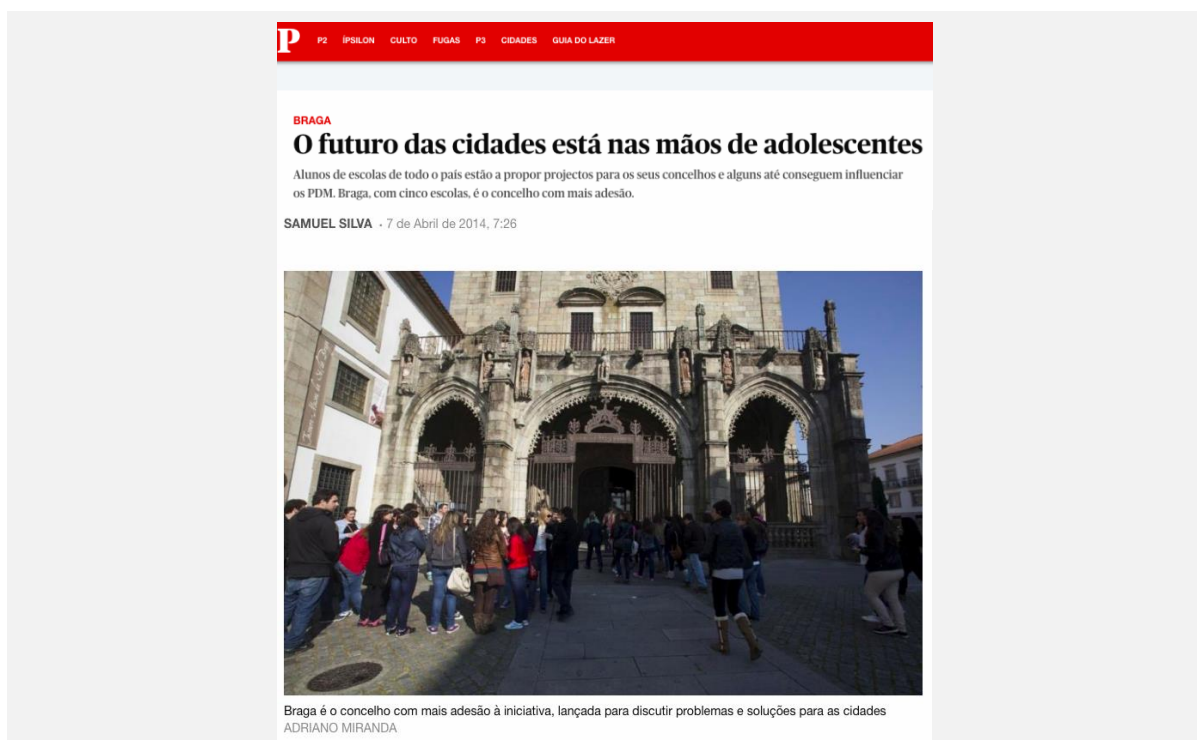 P P2 ÍPSILON CULTO FUGAS P3 CIDADES GUIA DO LAZER
BRAGA
O futuro das cidades está nas mãos de adolescentes
Alunos de escolas de todo o país estão a propor projectos para os seus concelhos e alguns até conseguem influenciar
os PDM. Braga, com cinco escolas, é o concelho com mais adesão.
SAMUEL SILVA • 7 de Abril de 2014, 7:26
Braga é o concelho com mais adesão à iniciativa, lançada para discutir problemas e soluções para as cidades
ADRIANO MIRANDA